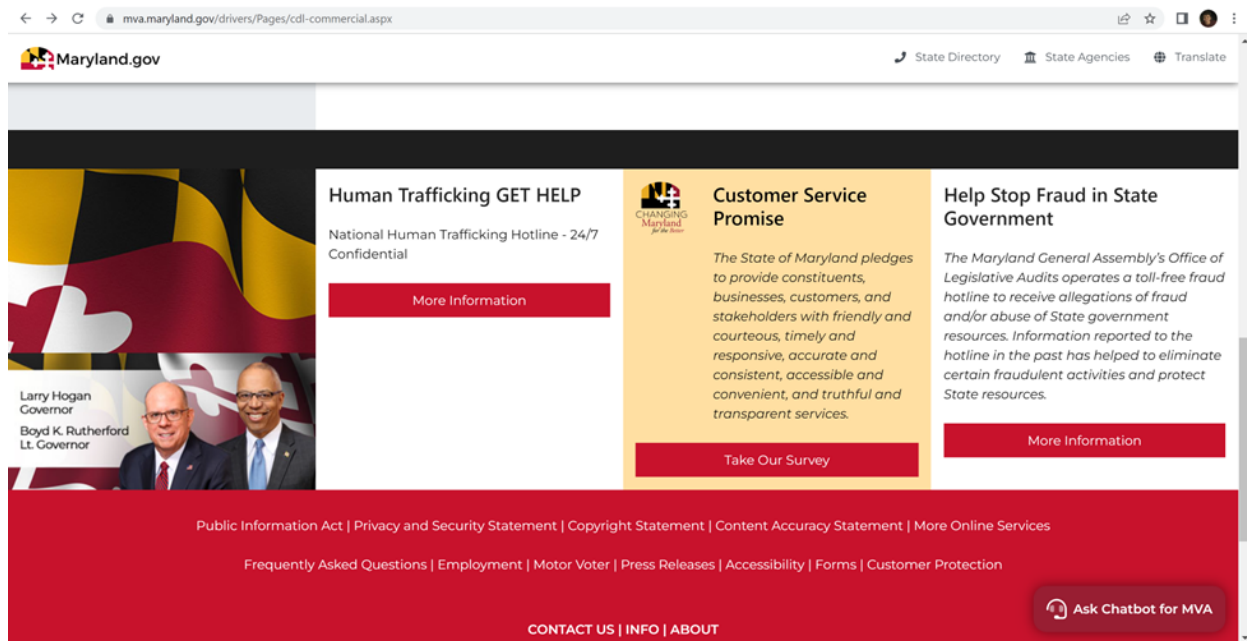 mva.maryland.gov/drivers/Pages/cdl-commercial.aspx
Maryland.gov
State Directory
State Agencies
Translate
Larry Hogan
Governor
Boyd K. Rutherford
Lt. Governor
Human Trafficking GET HELP
National Human Trafficking Hotline - 24/7
Confidential
More Information
CHANGING
Maryland
for the Better
Customer Service
Promise
The State of Maryland pledges
to provide constituents,
businesses, customers, and
stakeholders with friendly and
courteous, timely and
responsive, accurate and
consistent, accessible and
convenient, and truthful and
transparent services.
Take Our Survey
Help Stop Fraud in State
Government
The Maryland General Assembly’s Office of
Legislative Audits operates a toll-free fraud
hotline to receive allegations of fraud
and/or abuse of State government
resources. Information reported to the
hotline in the past has helped to eliminate
certain fraudulent activities and protect
State resources.
More Information
Public Information Act | Privacy and Security Statement | Copyright Statement | Content Accuracy Statement | More Online Services
Frequently Asked Questions | Employment | Motor Voter | Press Releases | Accessibility | Forms | Customer Protection
Ask Chatbot for MVA
CONTACT US | INFO | ABOUT